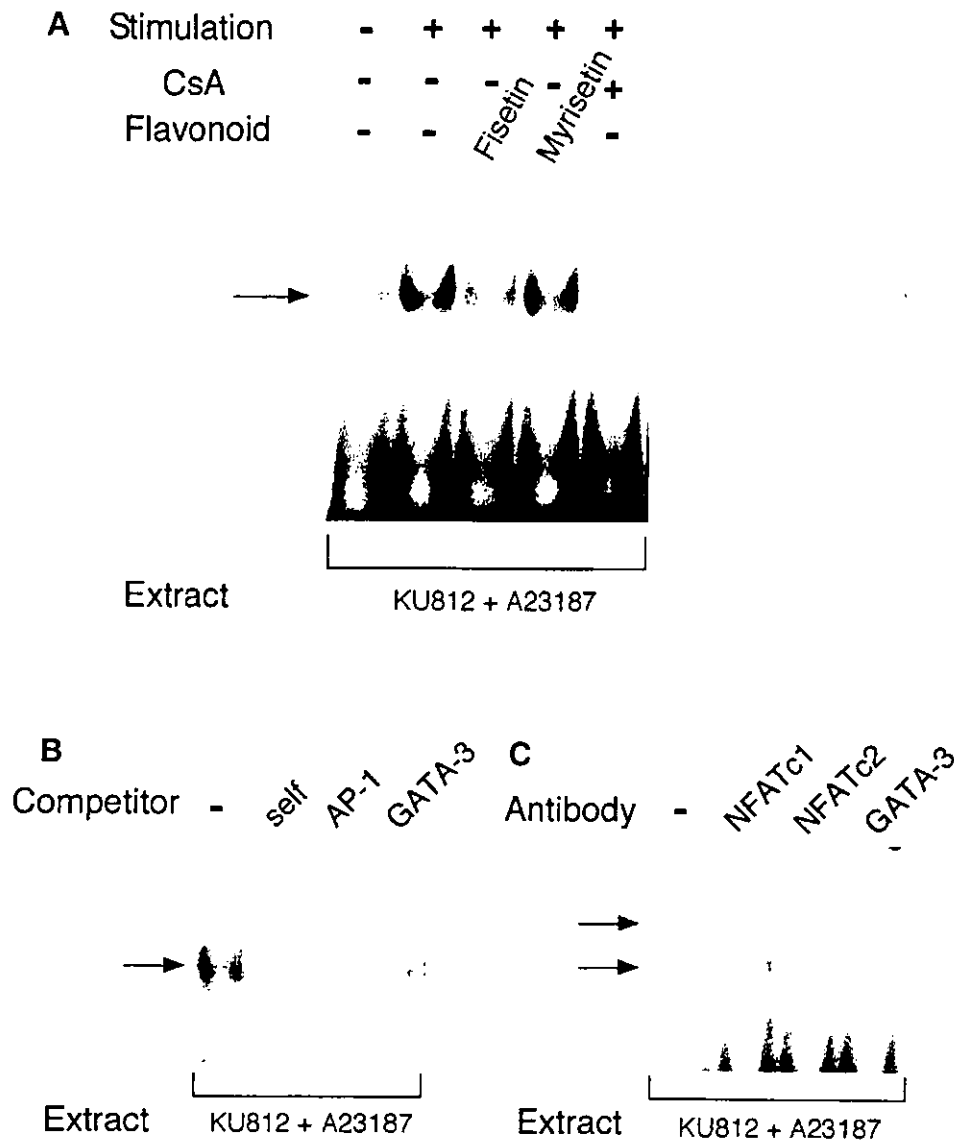 A Stimulation - + + + +
CsA - - - - +
Flavonoid - - Fisetin Myrisetin -
Extract KU812 + A23187
B
Competitor - self AP-1 GATA-3
Extract KU812 + A23187
C
Antibody - NFATc1 NFATc2 GATA-3
Extract KU812 + A23187